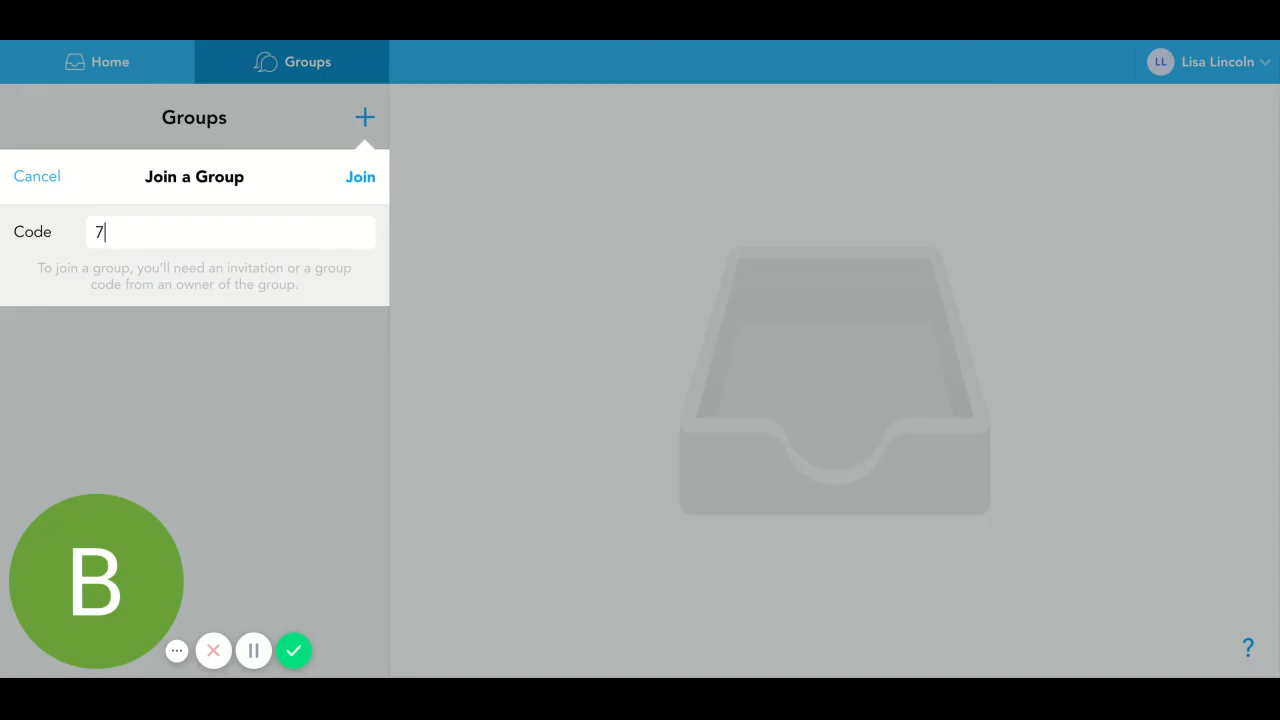 Home
Groups
LL
Lisa Lincoln
Groups
Cancel
Join a Group
Join
Code
7
To join a group, you'll need an invitation or a group
code from an owner of the group.
B
?